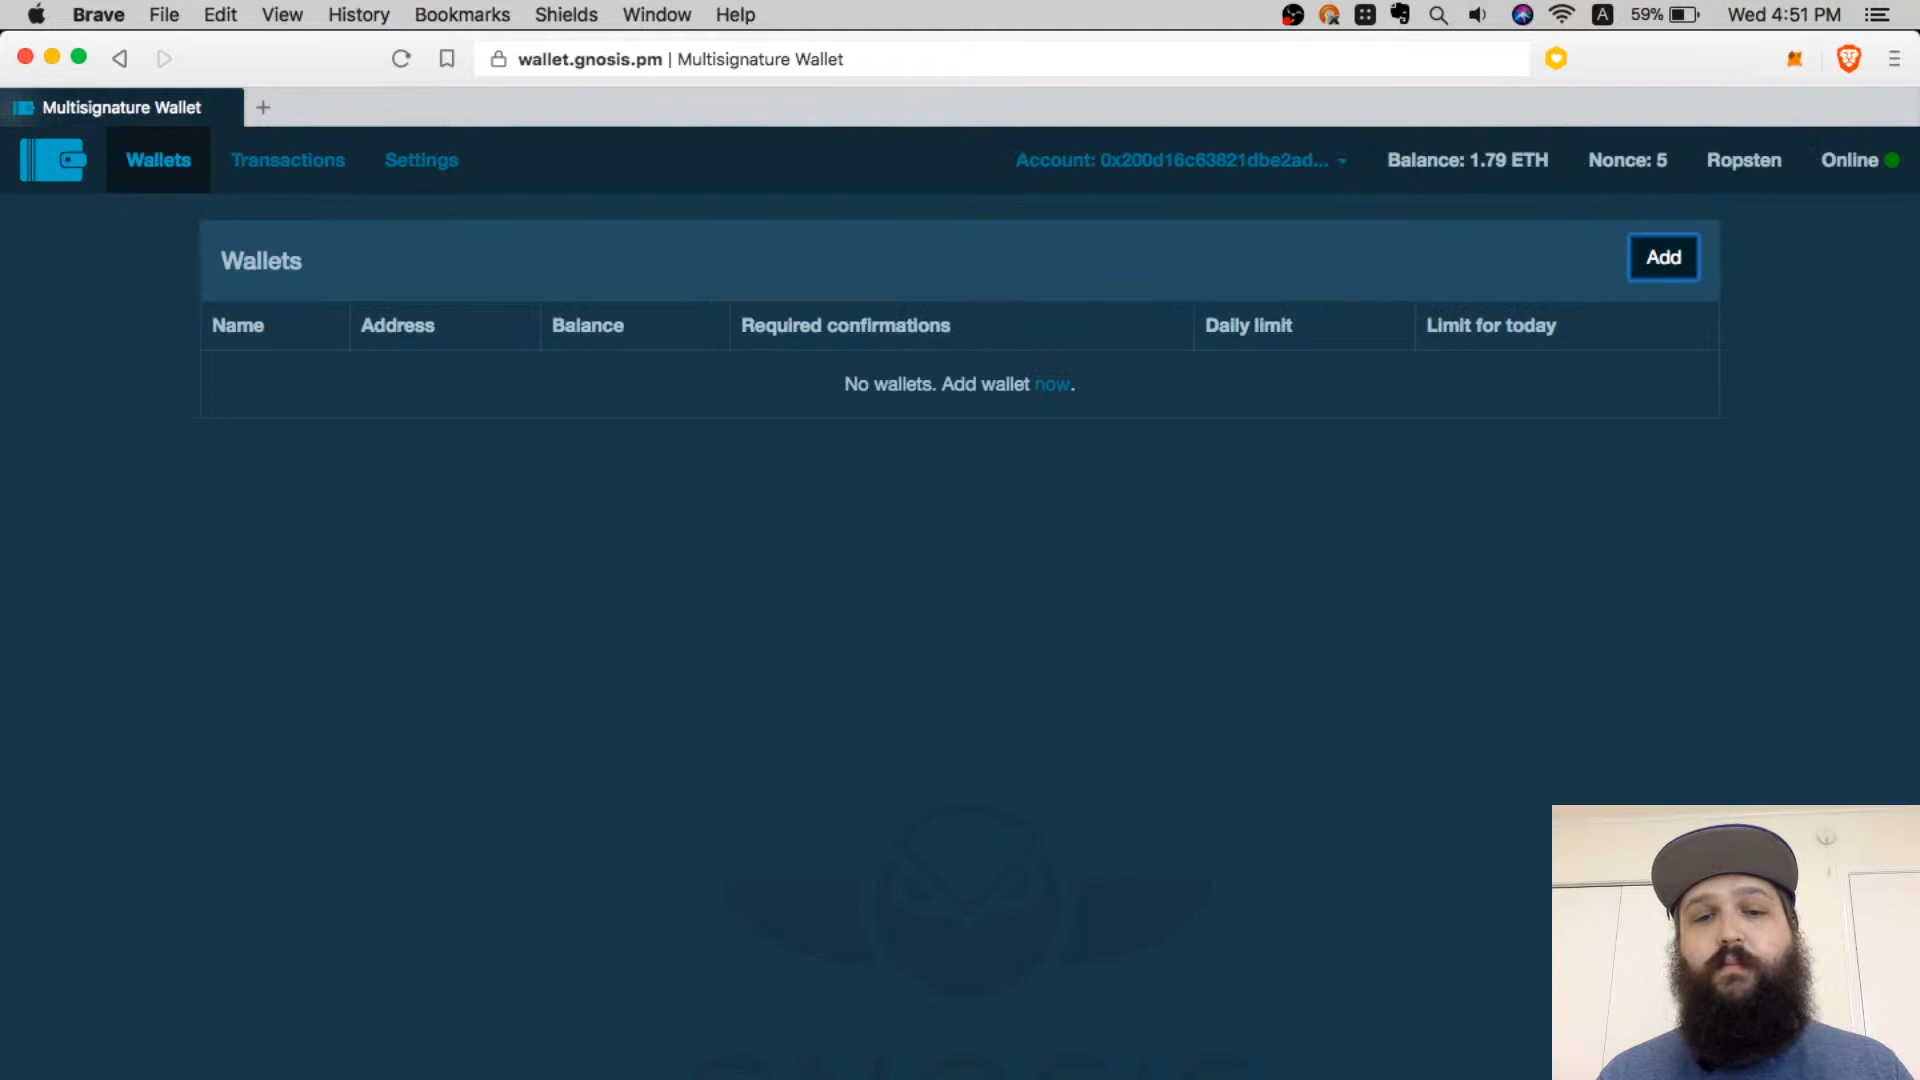 Brave File Edit View History Bookmarks Shields Window Help A 59% Wed 4:51 PM
wallet.gnosis.pm | Multisignature Wallet
Multisignature Wallet
Wallets Transactions Settings Account: 0x200d16c63821dbe2ad... Balance: 1.79 ETH Nonce: 5 Ropsten Online
Wallets Add
Name Address Balance Required confirmations Daily limit Limit for today
No wallets. Add wallet now.
GNOSIS